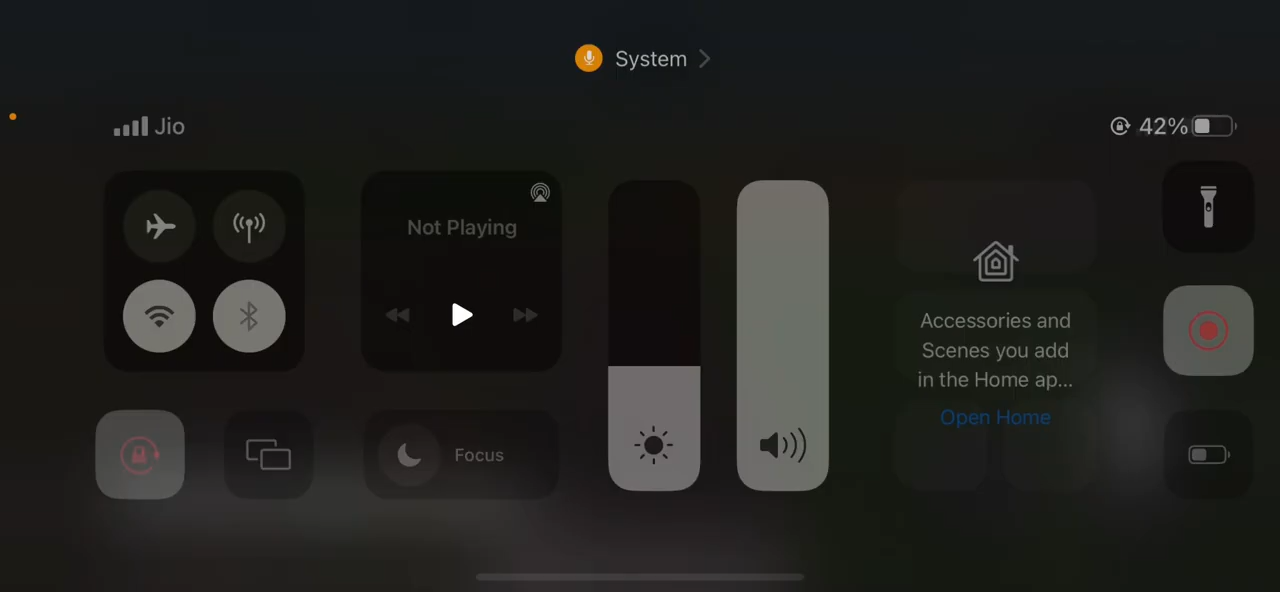 System
Jio
42%
Not Playing
Accessories and
Scenes you add
in the Home ap...
Open Home
Focus